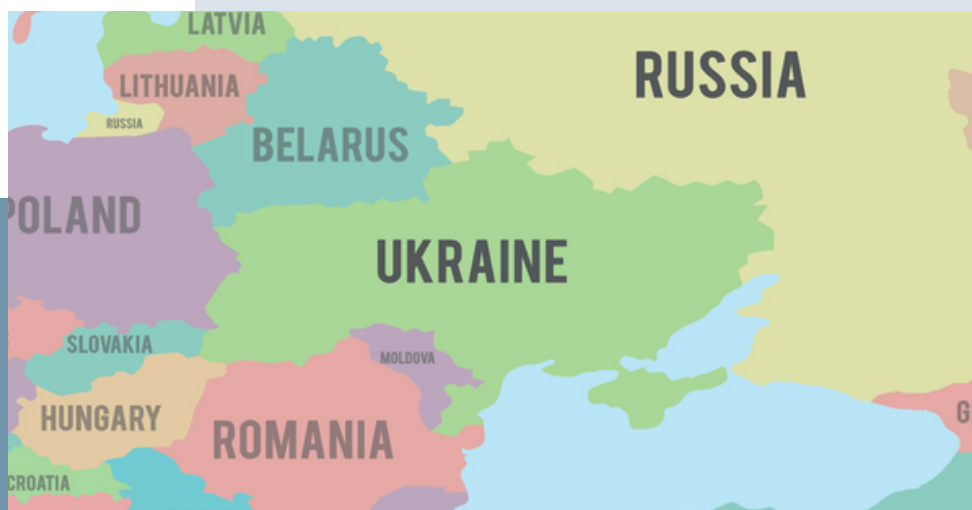 LATVIA
RUSSIA
LITHUANIA
RUSSIA
BELARUS
POLAND
UKRAINE
SLOVAKIA
MOLDOVA
HUNGARY
G
ROMANIA
CROATIA